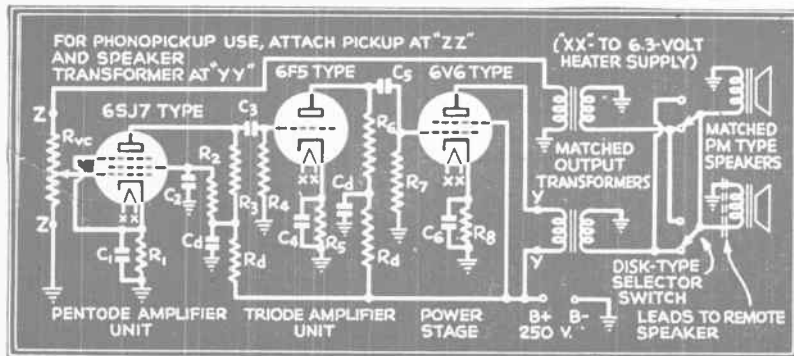 FOR PHONOPICKUP USE, ATTACH PICKUP AT "ZZ"
AND SPEAKER
TRANSFORMER AT "YY"
("XX"- TO 6.3-VOLT
HEATER SUPPLY)
6SJ7 TYPE
6F5 TYPE
6V6 TYPE
Z
Z
RVC
C1
R1
XX
C2
R2
Cd
R3
Rd
C3
R4
C4
R5
XX
Cd
R6
Rd
C5
R7
C6
R8
XX
Y
Y
MATCHED
OUTPUT
TRANSFORMERS
MATCHED
PM TYPE
SPEAKERS
DISK-TYPE
SELECTOR
SWITCH
LEADS TO REMOTE
SPEAKER
PENTODE AMPLIFIER
UNIT
TRIODE AMPLIFIER
UNIT
POWER
STAGE
B+ B-
250 V.